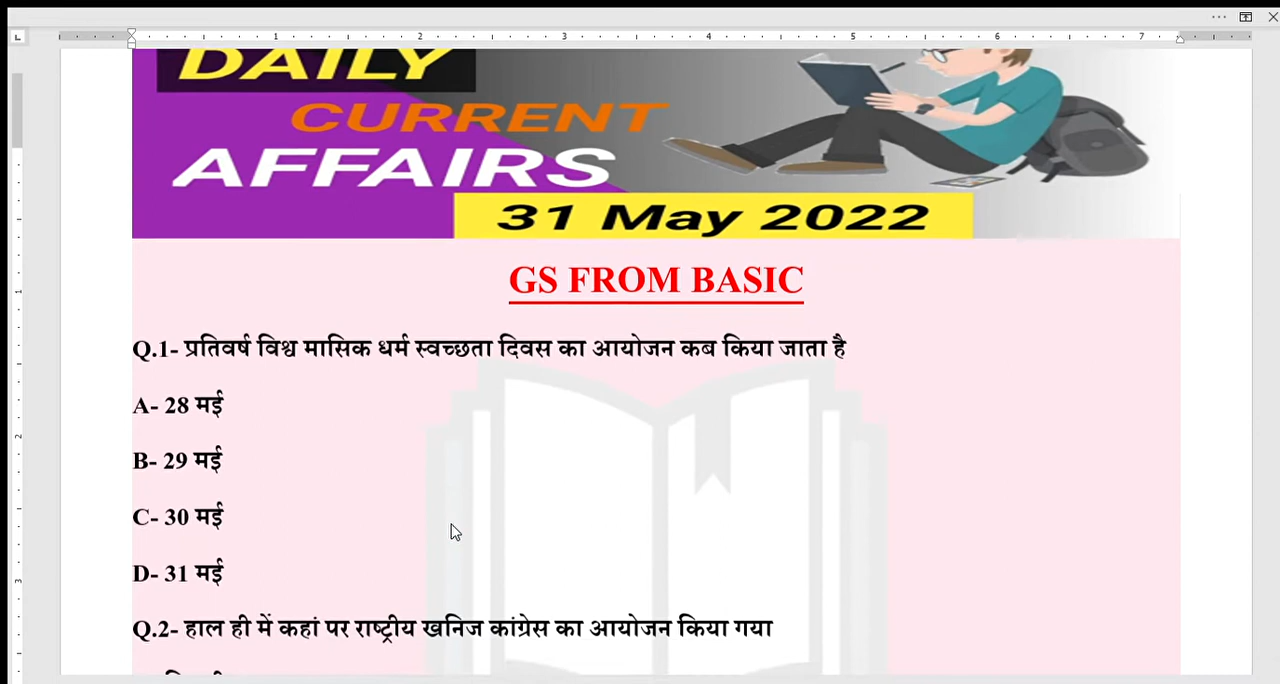 DAILY
CURRENT
AFFAIRS
31 May 2022
GS FROM BASIC
Q.1- प्रतिवर्ष विश्व मासिक धर्म स्वच्छता दिवस का आयोजन कब किया जाता है
A- 28 मई
B- 29 मई
C- 30 मई
D- 31 मई
Q.2- हाल ही में कहां पर राष्ट्रीय खनिज कांग्रेस का आयोजन किया गया